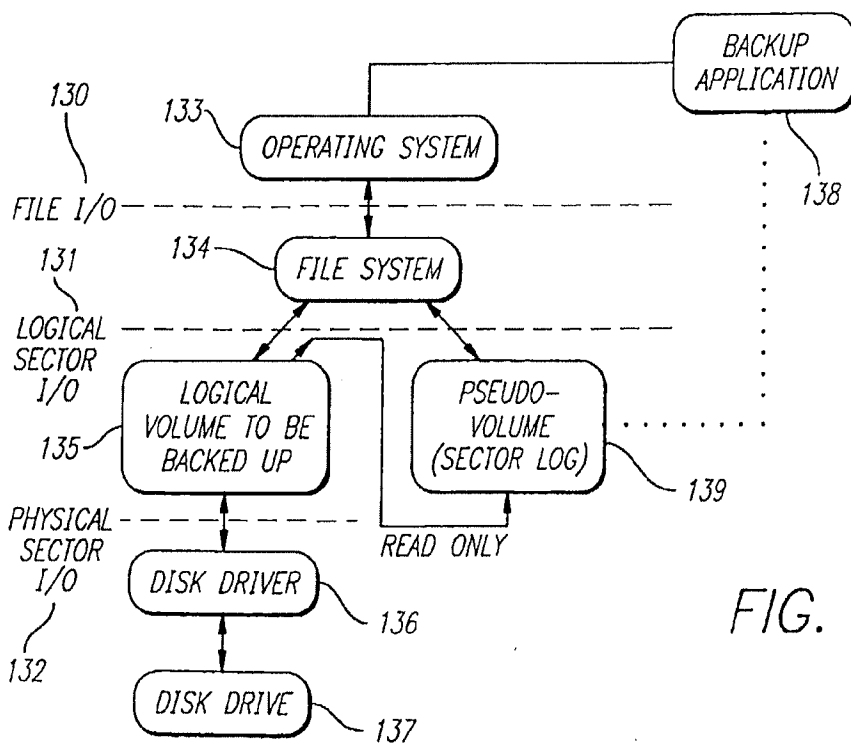 BACKUP
APPLICATION
138
130
133
OPERATING SYSTEM
FILE I/O
134
FILE SYSTEM
131
LOGICAL
SECTOR
I/O
LOGICAL
VOLUME TO BE
BACKED UP
135
PSEUDO-
VOLUME
(SECTOR LOG)
139
PHYSICAL
SECTOR
I/O
READ ONLY
132
DISK DRIVER
136
DISK DRIVE
137
FIG.